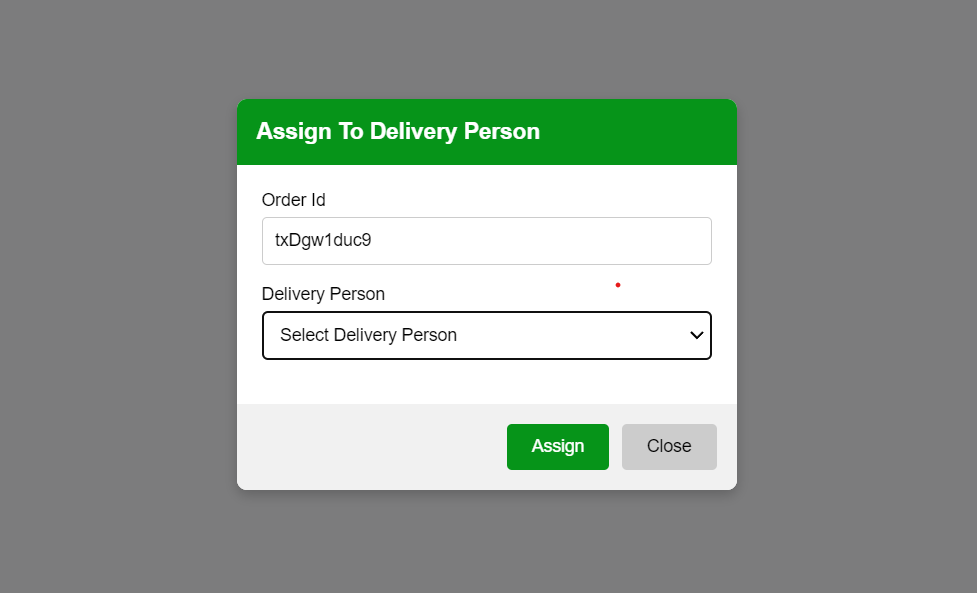 Assign To Delivery Person
Order Id
txDgw1duc9
Delivery Person
Select Delivery Person
Assign Close